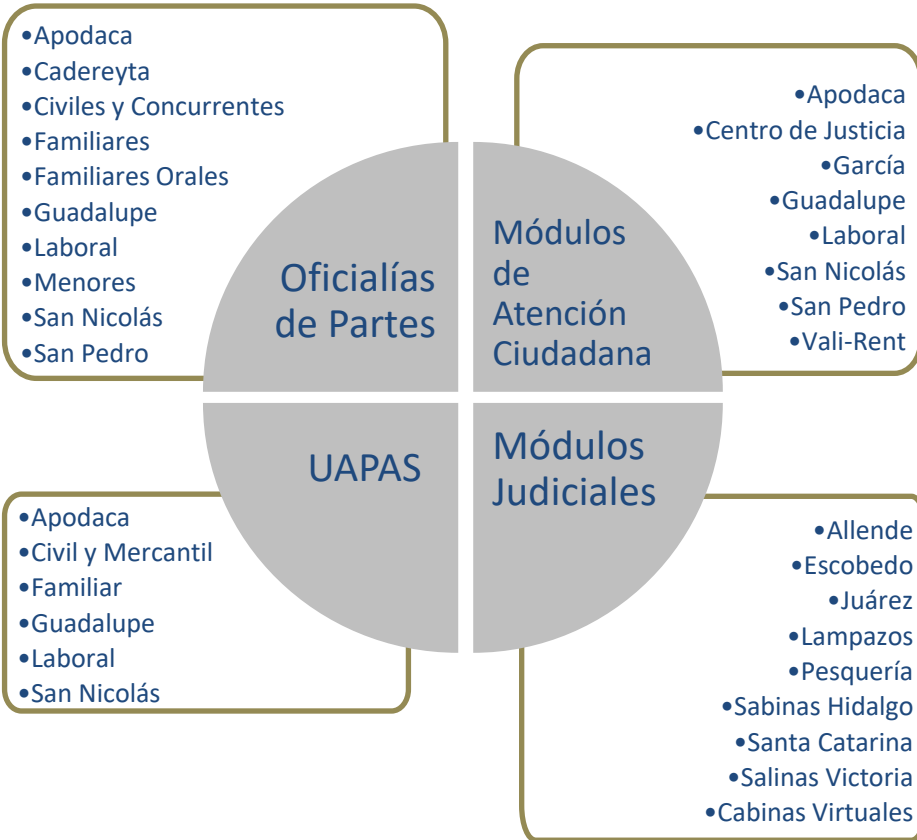 •Apodaca
•Cadereyta
•Civiles y Concurrentes
•Familiares
•Familiares Orales
•Guadalupe
•Laboral
•Menores
•San Nicolás
•San Pedro
Oficialías
de Partes
•Apodaca
•Centro de Justicia
•García
•Guadalupe
•Laboral
•San Nicolás
•San Pedro
•Vali-Rent
Módulos
de
Atención
Ciudadana
UAPAS
•Apodaca
•Civil y Mercantil
•Familiar
•Guadalupe
•Laboral
•San Nicolás
Módulos
Judiciales
•Allende
•Escobedo
•Juárez
•Lampazos
•Pesquería
•Sabinas Hidalgo
•Santa Catarina
•Salinas Victoria
•Cabinas Virtuales